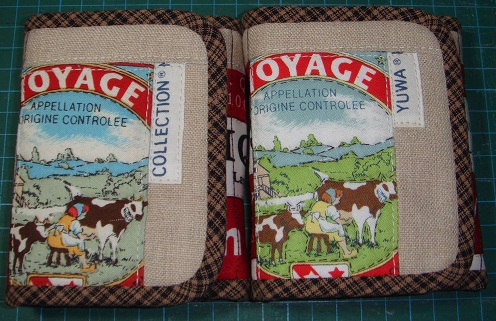 OYAGE
APPELLATION
ORIGINE CONTROLEE
COLLECTION®
OYAGE
APPELLATION
ORIGINE CONTROLEE
YUWA®